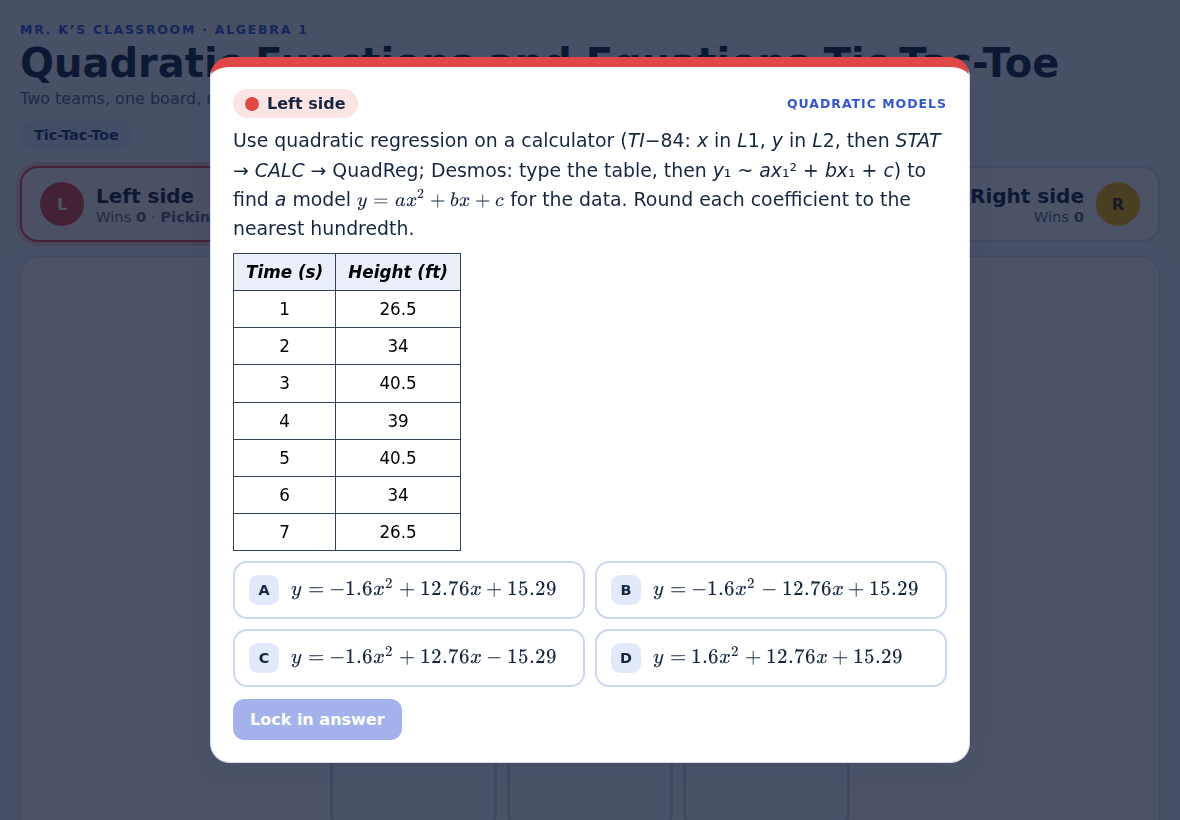 MR. K'S CLASSROOM · ALGEBRA 1
Quadratic Functions and Equations Tic-Tac-Toe
Two teams, one board,
Tic-Tac-Toe
L
Left side
Wins 0 · Pickin
Right side
Wins 0
R
Left side
QUADRATIC MODELS
Use quadratic regression on a calculator (TI−84: x in L1, y in L2, then STAT
→ CALC → QuadReg; Desmos: type the table, then y₁ ~ ax₁² + bx₁ + c) to
find a model y = ax² + bx + c for the data. Round each coefficient to the
nearest hundredth.
Time (s) Height (ft)
1 26.5
2 34
3 40.5
4 39
5 40.5
6 34
7 26.5
A y = −1.6x² + 12.76x + 15.29
B y = −1.6x² − 12.76x + 15.29
C y = −1.6x² + 12.76x − 15.29
D y = 1.6x² + 12.76x + 15.29
Lock in answer